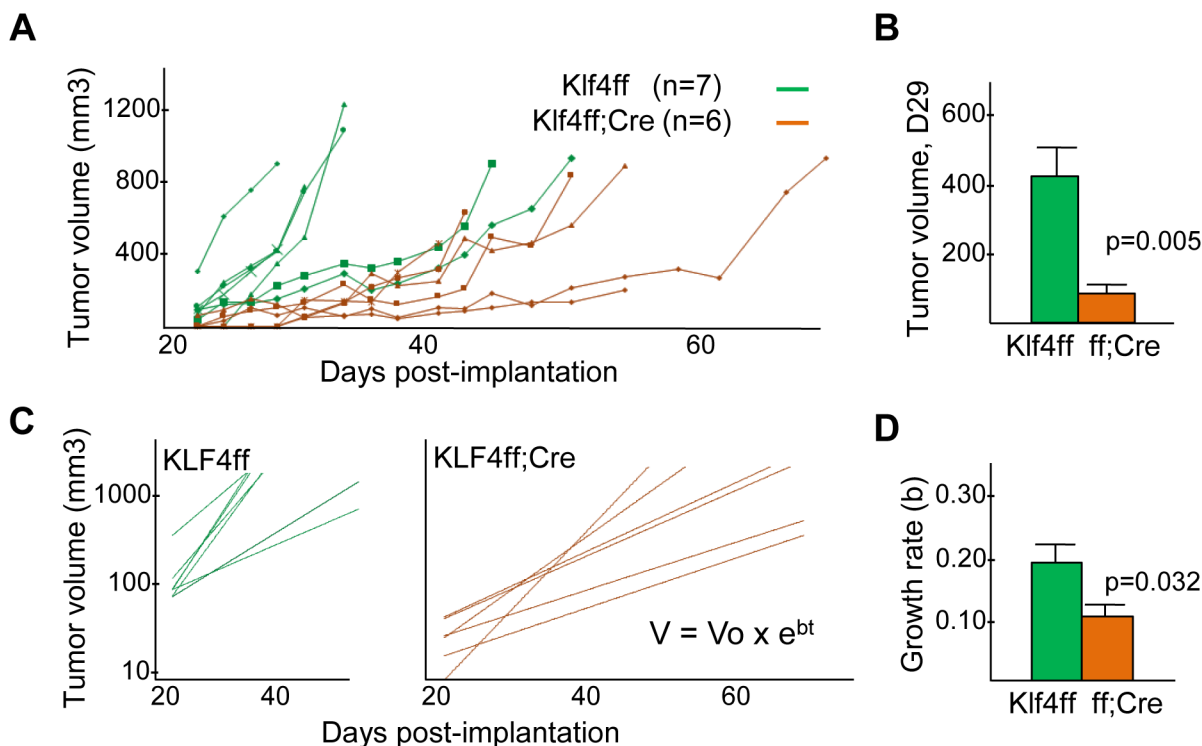 A
Tumor volume (mm3)
1200
800
400
20
40
60
Days post-implantation
Klf4ff (n=7)
Klf4ff;Cre (n=6)
B
Tumor volume, D29
600
400
200
p=0.005
Klf4ff ff;Cre
C
Tumor volume (mm3)
1000
100
10
KLF4ff
20
40
KLF4ff;Cre
V = Vo x e^bt
20
40
60
Days post-implantation
D
Growth rate (b)
0.30
0.20
0.10
p=0.032
Klf4ff ff;Cre